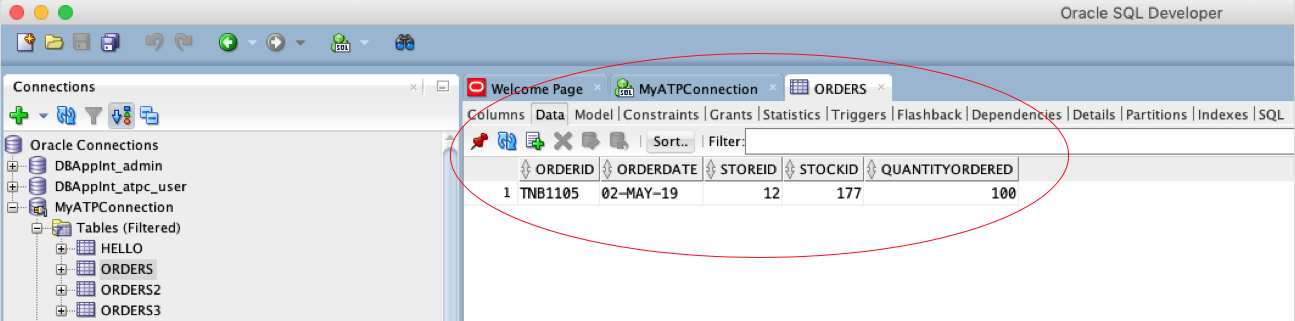 Oracle SQL Developer
SQL
Connections
Oracle Connections
DBAppInt_admin
DBAppInt_atpc_user
MyATPConnection
Tables (Filtered)
HELLO
ORDERS
ORDERS2
ORDERS3
Welcome Page SQL MyATPConnection ORDERS
Columns Data Model Constraints Grants Statistics Triggers Flashback Dependencies Details Partitions Indexes SQL
Sort.. Filter:
ORDERID ORDERDATE STOREID STOCKID QUANTITYORDERED
1 TNB1105 02-MAY-19 12 177 100